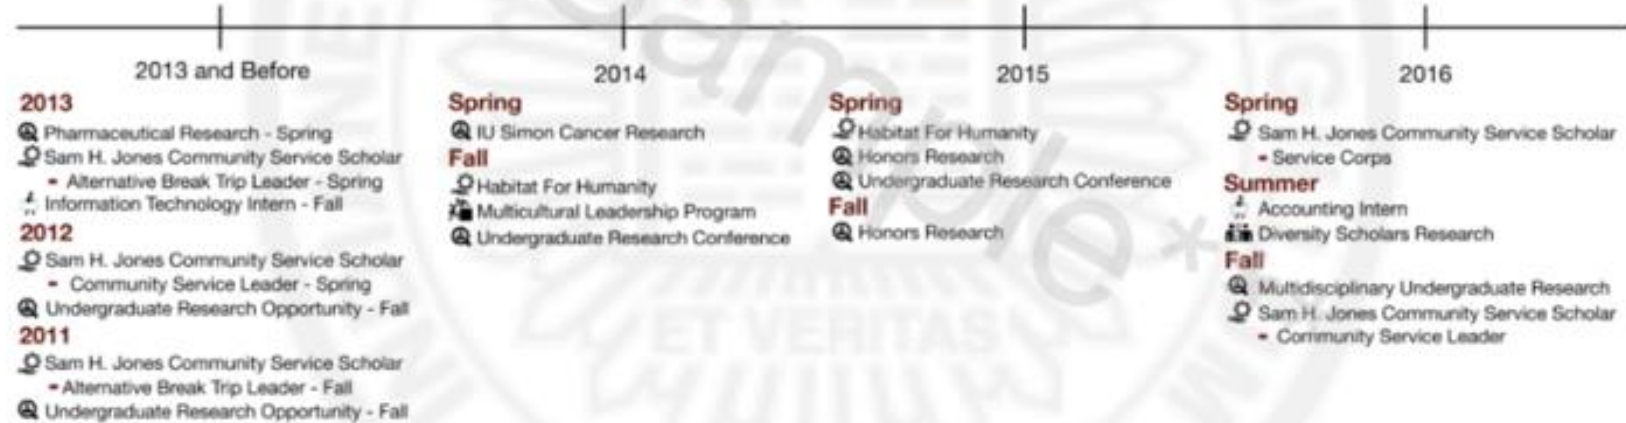 2013 and Before
2013
Pharmaceutical Research - Spring
Sam H. Jones Community Service Scholar
- Alternative Break Trip Leader - Spring
Information Technology Intern - Fall
2012
Sam H. Jones Community Service Scholar
- Community Service Leader - Spring
Undergraduate Research Opportunity - Fall
2011
Sam H. Jones Community Service Scholar
- Alternative Break Trip Leader - Fall
Undergraduate Research Opportunity - Fall
2014
Spring
IU Simon Cancer Research
Fall
Habitat For Humanity
Multicultural Leadership Program
Undergraduate Research Conference
2015
Spring
Habitat For Humanity
Honors Research
Undergraduate Research Conference
Fall
Honors Research
2016
Spring
Sam H. Jones Community Service Scholar
- Service Corps
Summer
Accounting Intern
Diversity Scholars Research
Fall
Multidisciplinary Undergraduate Research
Sam H. Jones Community Service Scholar
- Community Service Leader
ample*
ET VERITAS